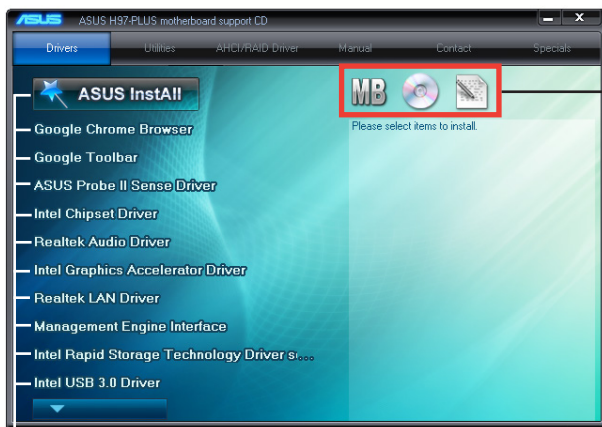 ASUS ASUS H97-PLUS motherboard support CD
Drivers Utilities AHCI/RAID Driver Manual Contact Specials
ASUS InstAll
MB
Please select items to install.
Google Chrome Browser
Google Toolbar
ASUS Probe II Sense Driver
Intel Chipset Driver
Realtek Audio Driver
Intel Graphics Accelerator Driver
Realtek LAN Driver
Management Engine Interface
Intel Rapid Storage Technology Driver s...
Intel USB 3.0 Driver